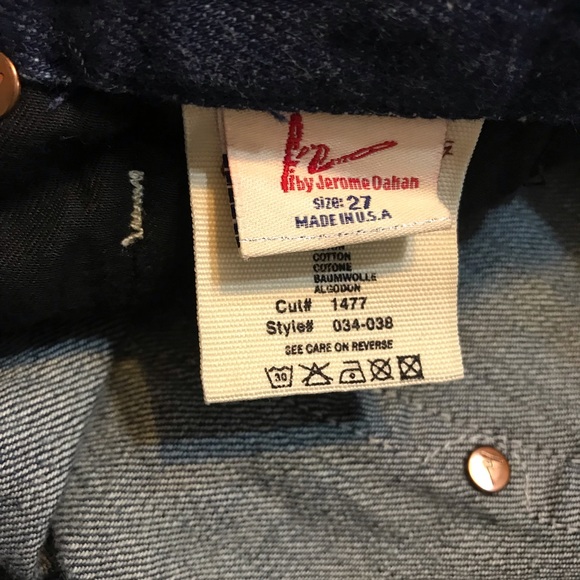 by Jerome Dahan
SIZE: 27
MADE IN U.S.A
COTTON
COTONE
BAUMWOLLE
ALGODON
Cut# 1477
Style# 034-038
SEE CARE ON REVERSE
30